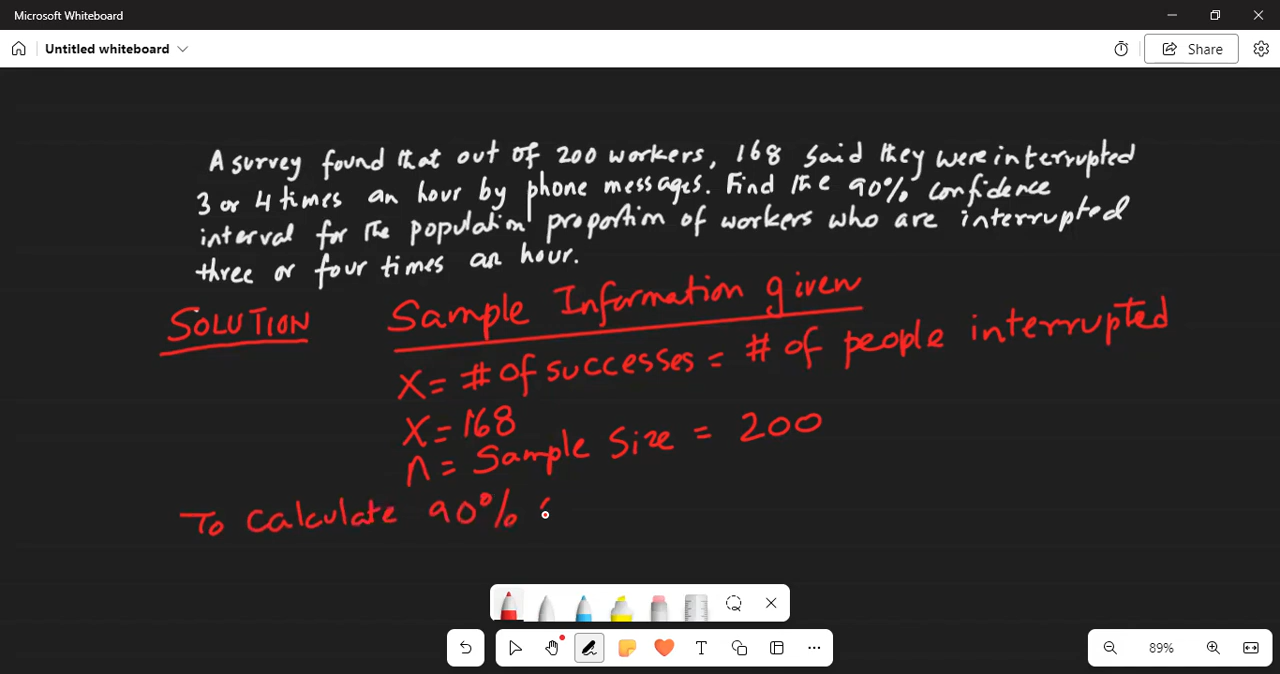 Microsoft Whiteboard
Untitled whiteboard
Share
A survey found that out of 200 workers, 168 said they were interrupted
3 or 4 times an hour by phone messages. Find the 90% confidence
interval for the population proportion of workers who are interrupted
three or four times an hour.
SOLUTION
Sample Information given
X = # of successes = # of people interrupted
X = 168
n = Sample Size = 200
To Calculate 90%
89%